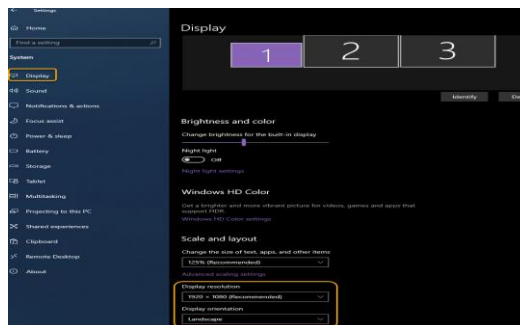 Settings
Home
Find a setting
System
Display
Sound
Notifications & actions
Focus assist
Power & sleep
Battery
Storage
Tablet
Multitasking
Projecting to this PC
Shared experiences
Clipboard
Remote Desktop
About
Display
1 2 3
Identify De
Brightness and color
Change brightness for the built-in display
Night light
Off
Night light settings
Windows HD Color
Get a brighter and more vibrant picture for videos, games and apps that
support HDR.
Windows HD Color settings
Scale and layout
Change the size of text, apps, and other items
125% (Recommended)
Advanced scaling settings
Display resolution
1920 × 1080 (Recommended)
Display orientation
Landscape